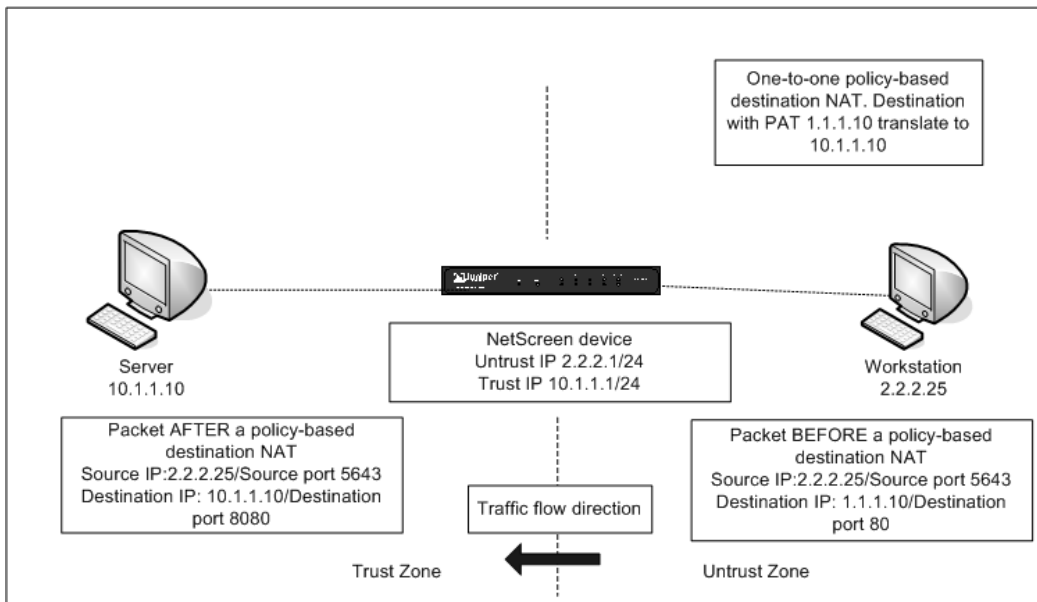 One-to-one policy-based
destination NAT. Destination
with PAT 1.1.1.10 translate to
10.1.1.10
Juniper
Server
10.1.1.10
NetScreen device
Untrust IP 2.2.2.1/24
Trust IP 10.1.1.1/24
Workstation
2.2.2.25
Packet AFTER a policy-based
destination NAT
Source IP:2.2.2.25/Source port 5643
Destination IP: 10.1.1.10/Destination
port 8080
Traffic flow direction
Packet BEFORE a policy-based
destination NAT
Source IP:2.2.2.25/Source port 5643
Destination IP: 1.1.1.10/Destination
port 80
Trust Zone
Untrust Zone